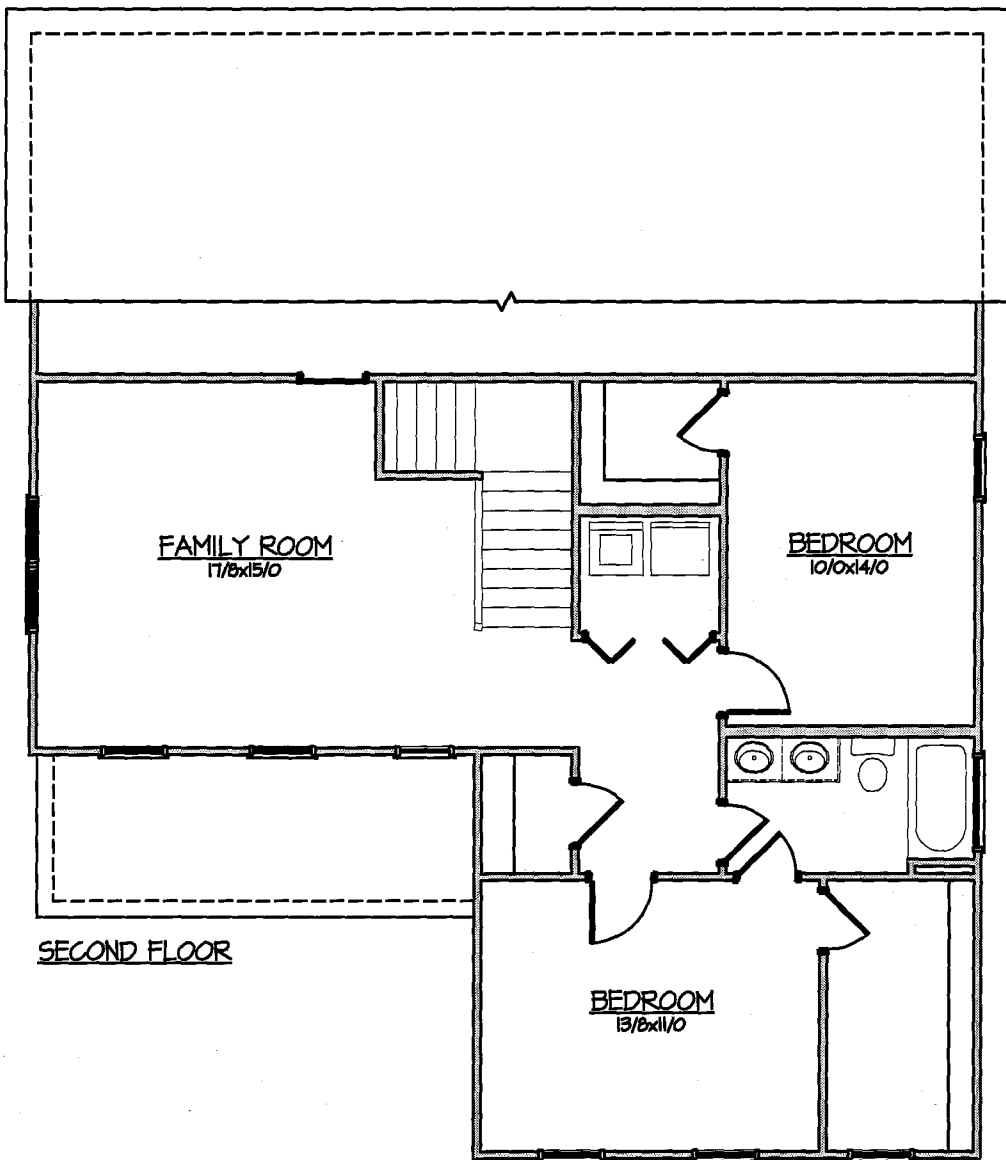 FAMILY ROOM
17/8x15/0
BEDROOM
10/0x14/0
SECOND FLOOR
BEDROOM
13/8x11/0